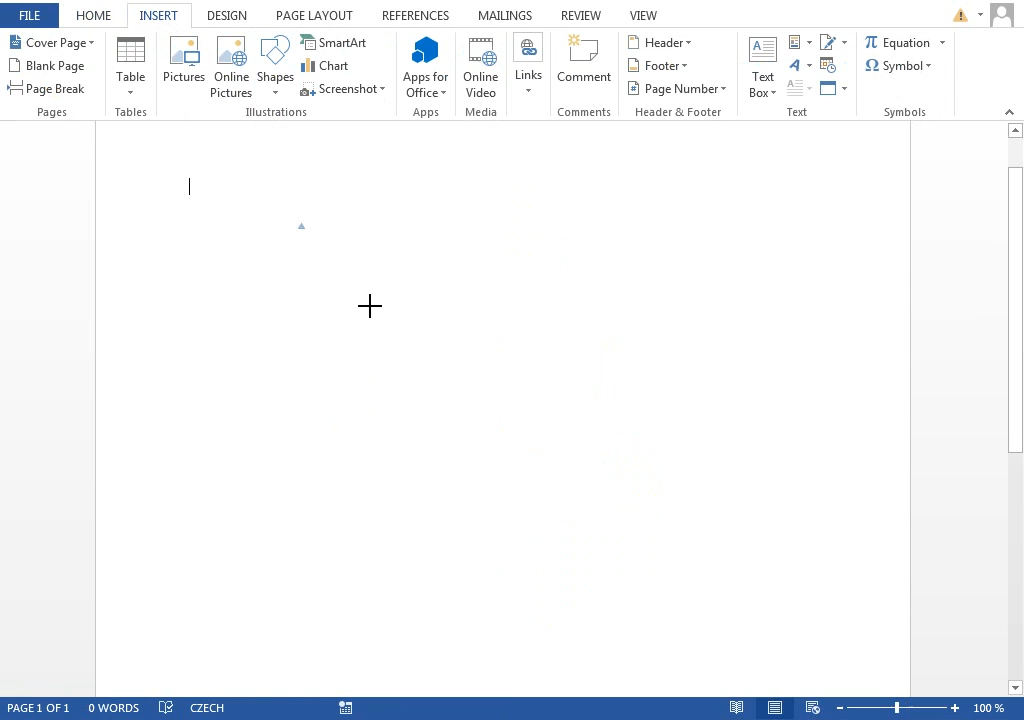 FILE HOME INSERT DESIGN PAGE LAYOUT REFERENCES MAILINGS REVIEW VIEW
Cover Page
Blank Page
Page Break
Pages
Table
Tables
Pictures
Online
Pictures
Shapes
SmartArt
Chart
Screenshot
Illustrations
Apps for
Office
Apps
Online
Video
Media
Links
Comment
Comments
Header
Footer
Page Number
Header & Footer
Text
Box
Text
Equation
Symbol
Symbols
PAGE 1 OF 1 0 WORDS CZECH 100 %